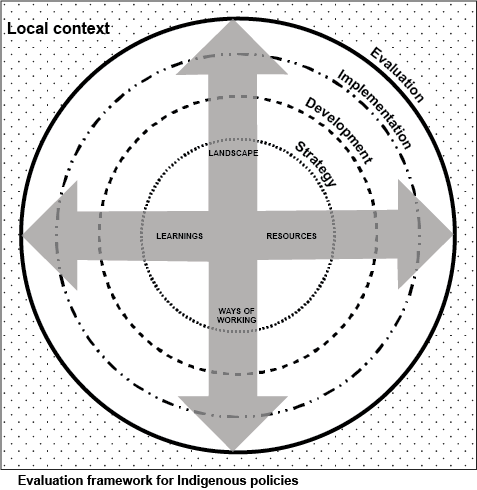 Local context
Evaluation
Implementation
Development
Strategy
LANDSCAPE
LEARNINGS
RESOURCES
WAYS OF
WORKING
Evaluation framework for Indigenous policies